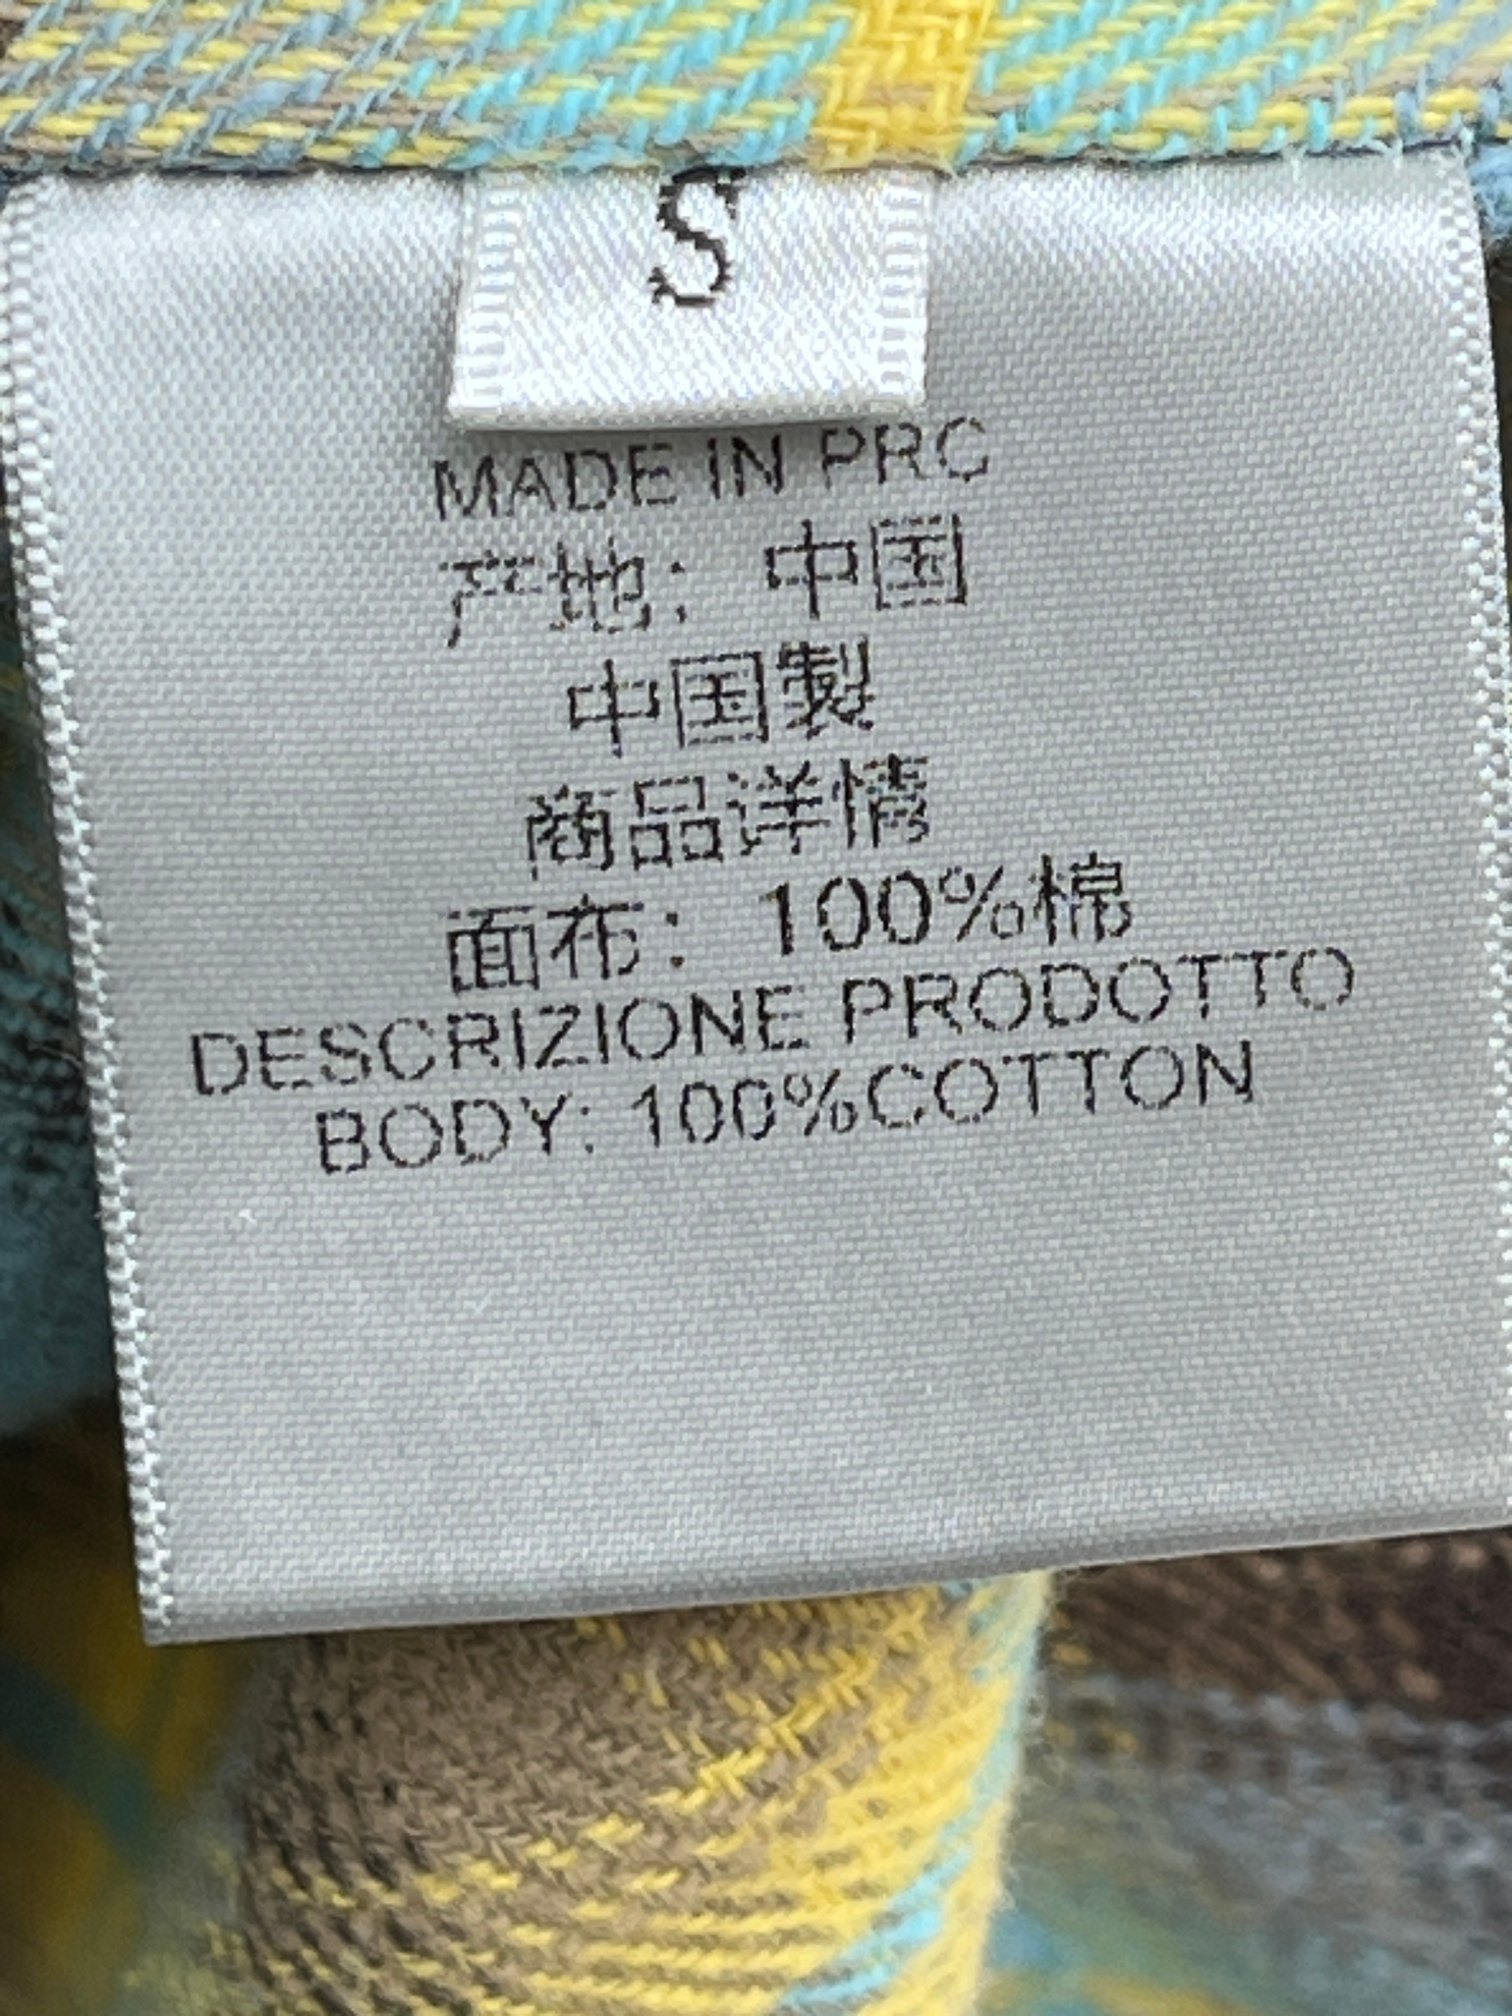 S
MADE IN PRC
产地：中国
中国製
商品详情
面布：100%棉
DESCRIZIONE PRODOTTO
BODY: 100%COTTON